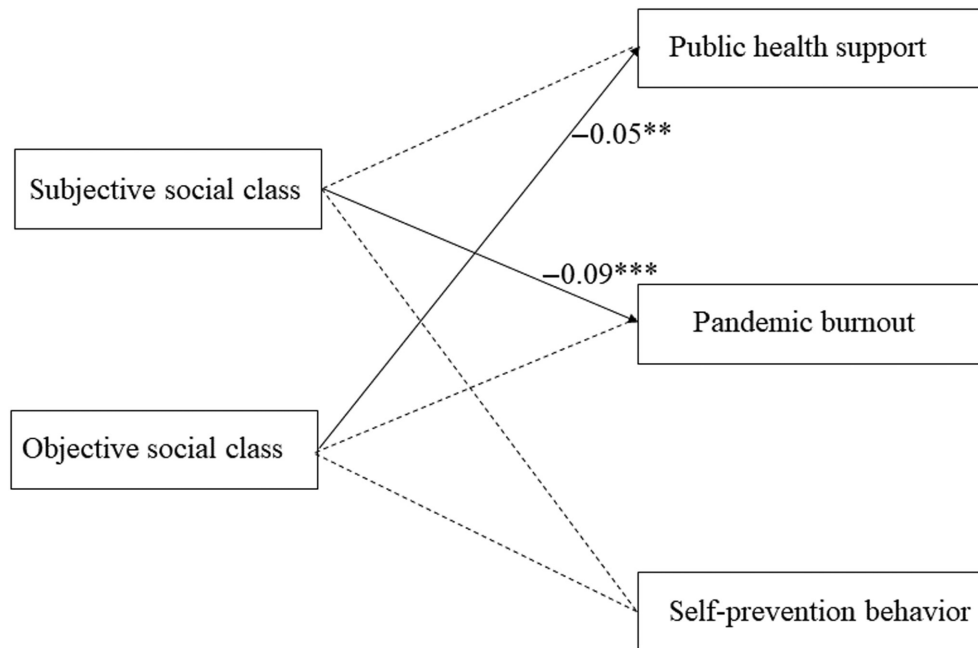 Public health support
−0.05**
Subjective social class
−0.09***
Pandemic burnout
Objective social class
Self-prevention behavior